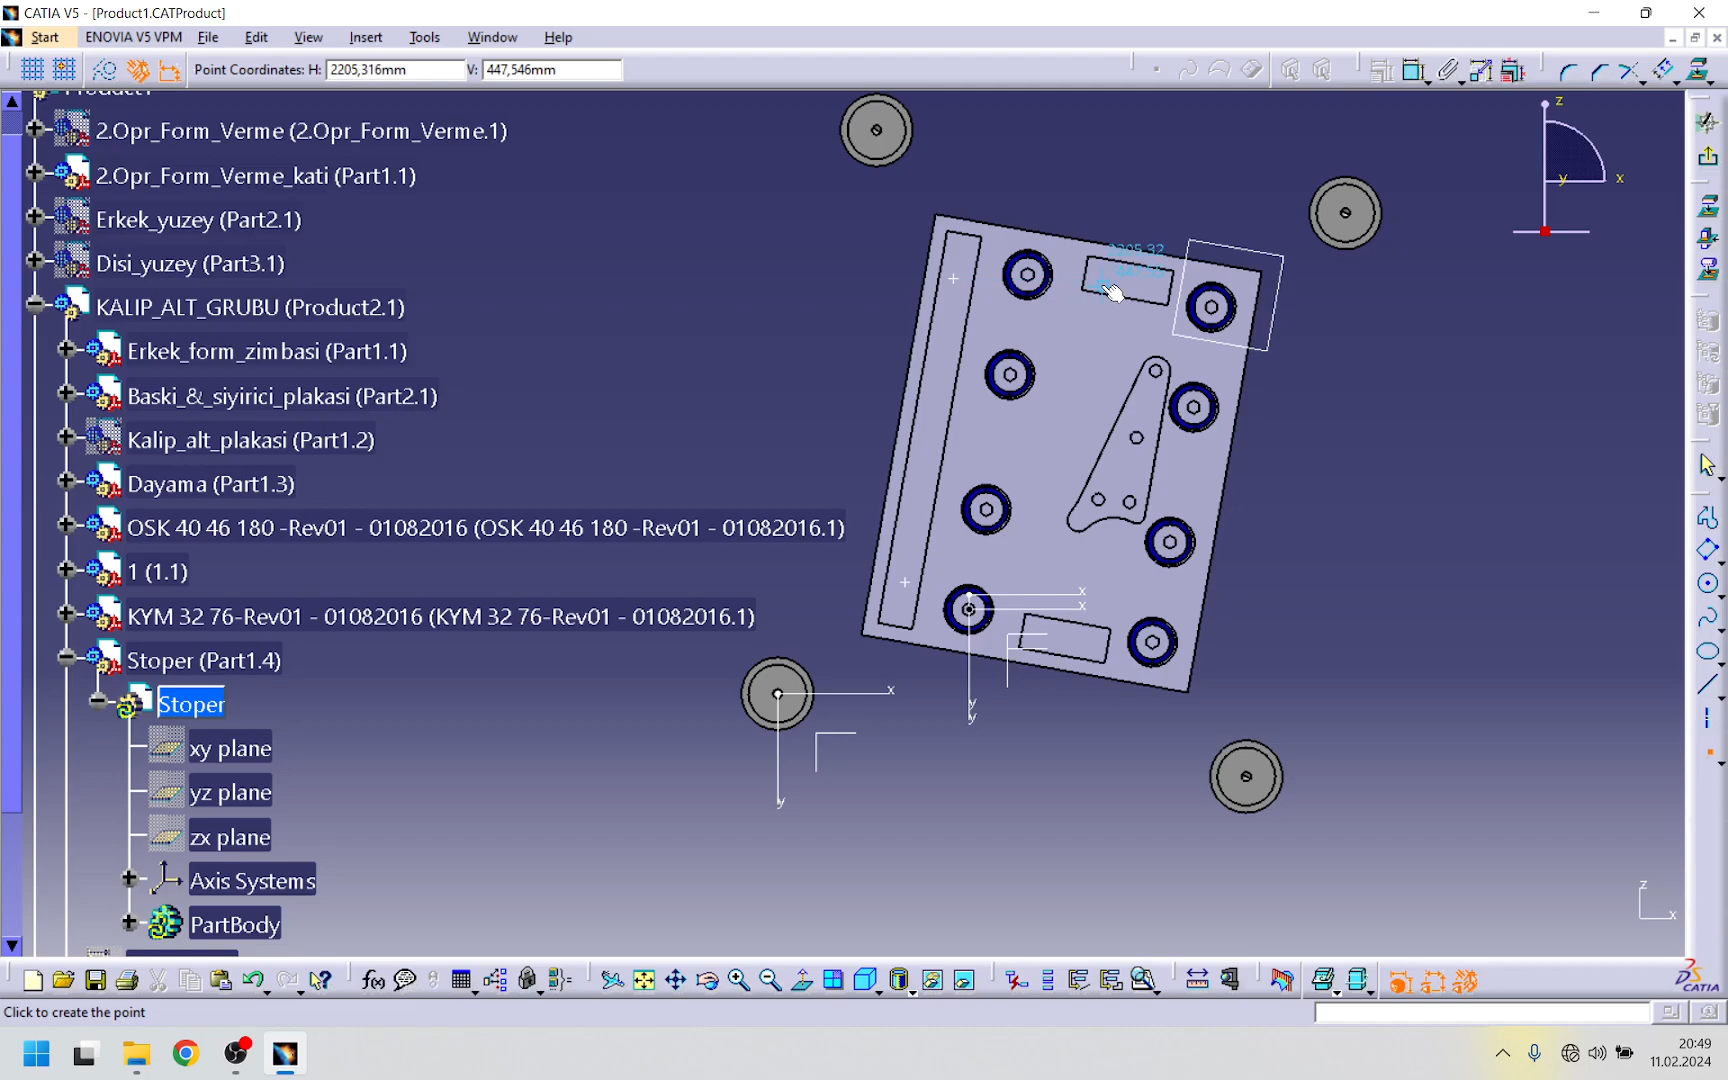 CATIA V5 - [Product1.CATProduct]
Start ENOVIA V5 VPM File Edit View Insert Tools Window Help
Point Coordinates: H: 2205,316mm V: 447,546mm
Product1
2.Opr_Form_Verme (2.Opr_Form_Verme.1)
2.Opr_Form_Verme_kati (Part1.1)
Erkek_yuzey (Part2.1)
Disi_yuzey (Part3.1)
KALIP_ALT_GRUBU (Product2.1)
Erkek_form_zimbasi (Part1.1)
Baski_&_siyirici_plakasi (Part2.1)
Kalip_alt_plakasi (Part1.2)
Dayama (Part1.3)
OSK 40 46 180 -Rev01 - 01082016 (OSK 40 46 180 -Rev01 - 01082016.1)
1 (1.1)
KYM 32 76-Rev01 - 01082016 (KYM 32 76-Rev01 - 01082016.1)
Stoper (Part1.4)
Stoper
xy plane
yz plane
zx plane
Axis Systems
PartBody
2205,32
x
x
y
y
x
y
z
y x
z
x
CATIA
Click to create the point
20:49
11.02.2024